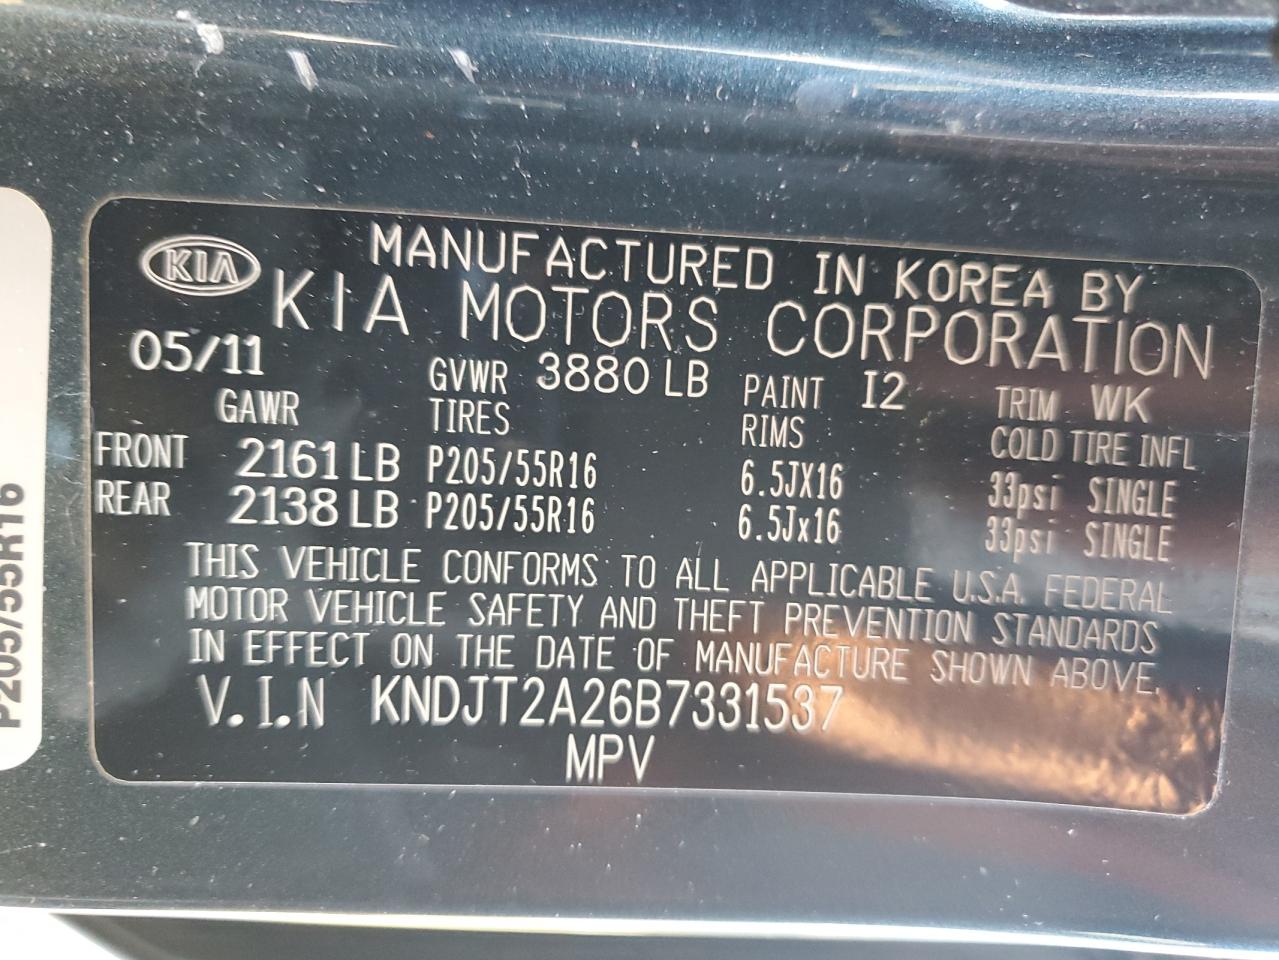 KIA
MANUFACTURED IN KOREA BY
KIA MOTORS CORPORATION
05/11 GVWR 3880 LB PAINT I2 TRIM WK
GAWR TIRES RIMS COLD TIRE INFL
FRONT 2161 LB P205/55R16 6.5JX16 33psi SINGLE
REAR 2138 LB P205/55R16 6.5Jx16 33psi SINGLE
THIS VEHICLE CONFORMS TO ALL APPLICABLE U.S.A. FEDERAL
MOTOR VEHICLE SAFETY AND THEFT PREVENTION STANDARDS
IN EFFECT ON THE DATE OF MANUFACTURE SHOWN ABOVE.
V.I.N KNDJT2A26B7331537
MPV
P205/55R16